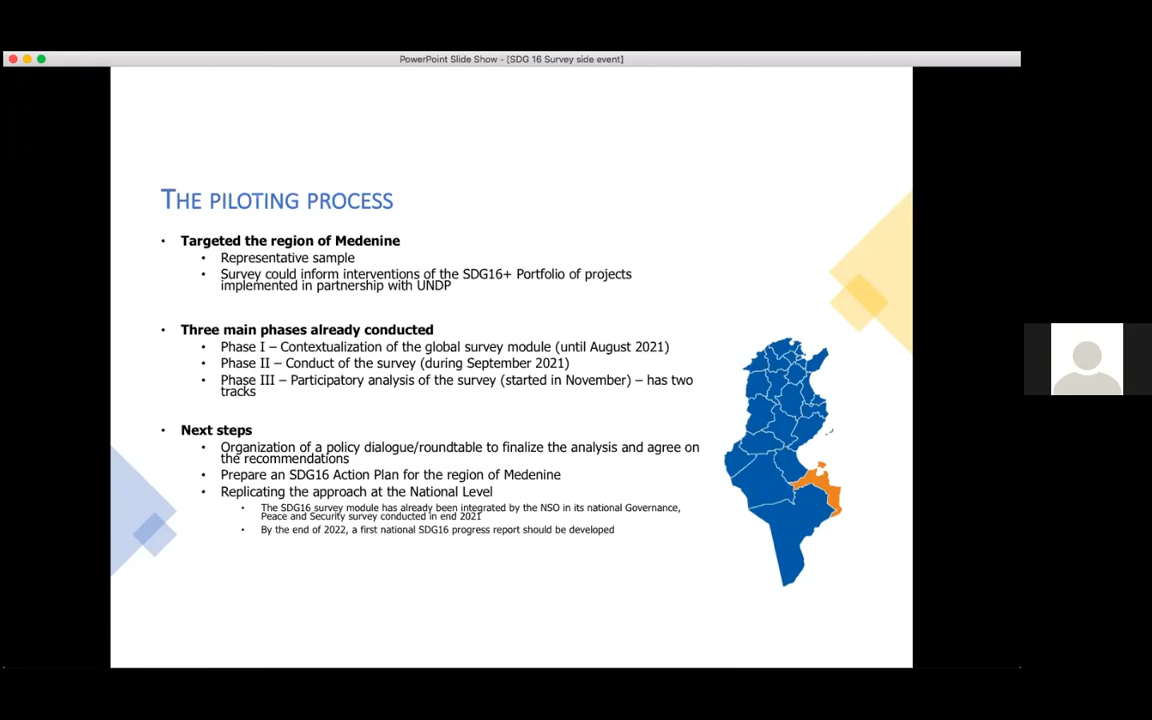 PowerPoint Slide Show - [SDG 16 Survey side event]
THE PILOTING PROCESS
• Targeted the region of Medenine
• Representative sample
• Survey could inform interventions of the SDG16+ Portfolio of projects
implemented in partnership with UNDP
• Three main phases already conducted
• Phase I – Contextualization of the global survey module (until August 2021)
• Phase II – Conduct of the survey (during September 2021)
• Phase III – Participatory analysis of the survey (started in November) – has two
tracks
• Next steps
• Organization of a policy dialogue/roundtable to finalize the analysis and agree on
the recommendations
• Prepare an SDG16 Action Plan for the region of Medenine
• Replicating the approach at the National Level
• The SDG16 survey module has already been integrated by the NSO in its national Governance,
Peace and Security survey conducted in end 2021
• By the end of 2022, a first national SDG16 progress report should be developed